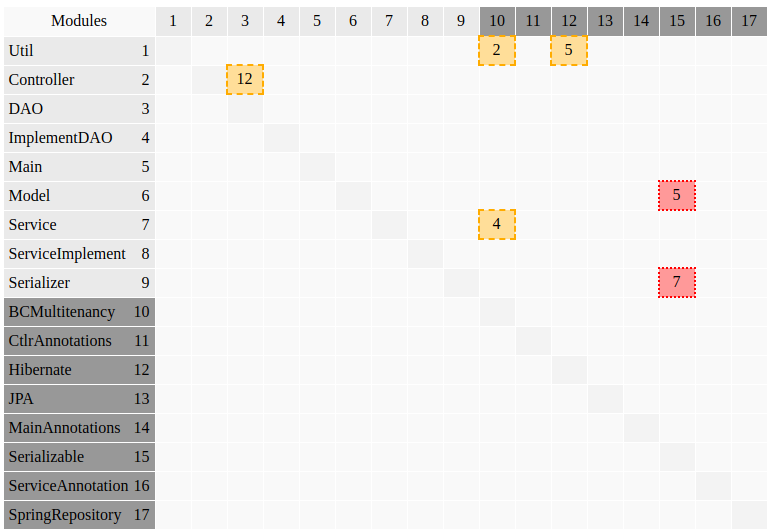 Modules 1 2 3 4 5 6 7 8 9 10 11 12 13 14 15 16 17
Util 1 2 5
Controller 2 12
DAO 3
ImplementDAO 4
Main 5
Model 6 5
Service 7 4
ServiceImplement 8
Serializer 9 7
BCMultitenancy 10
CtlrAnnotations 11
Hibernate 12
JPA 13
MainAnnotations 14
Serializable 15
ServiceAnnotation 16
SpringRepository 17